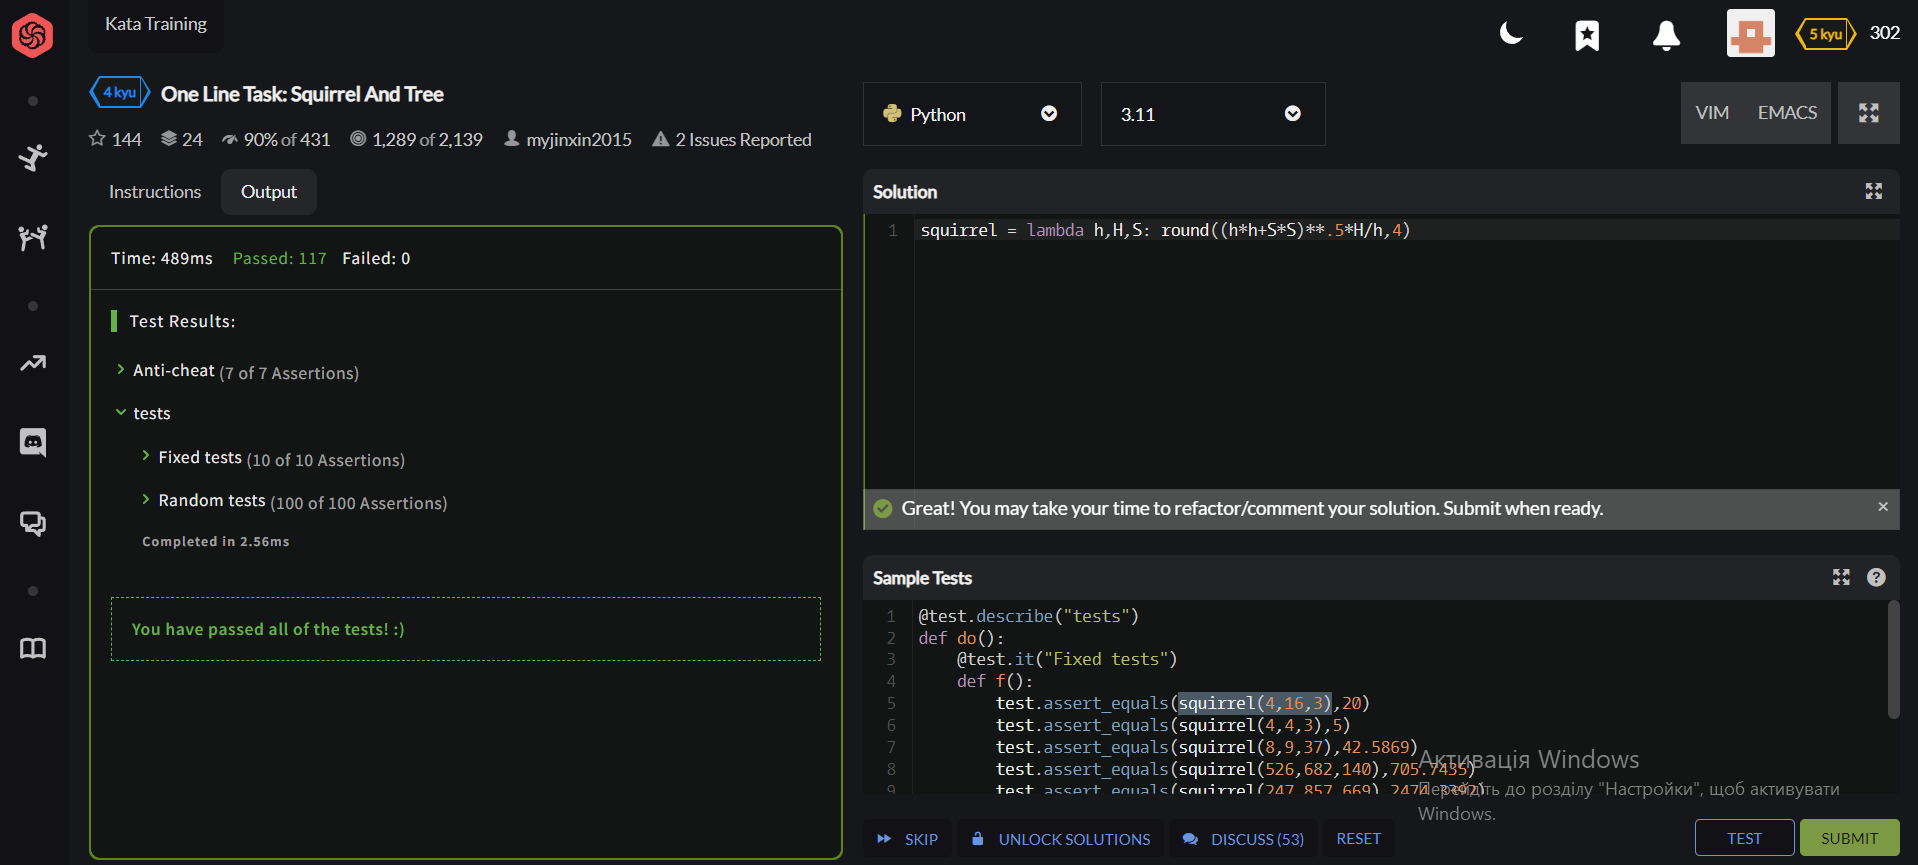 Kata Training
5 kyu 302
4 kyu One Line Task: Squirrel And Tree
144 24 90% of 431 1,289 of 2,139 myjinxin2015 2 Issues Reported
Instructions Output
Time: 489ms Passed: 117 Failed: 0
Test Results:
Anti-cheat (7 of 7 Assertions)
tests
Fixed tests (10 of 10 Assertions)
Random tests (100 of 100 Assertions)
Completed in 2.56ms
You have passed all of the tests! :)
Python 3.11 VIM EMACS
Solution
1 squirrel = lambda h,H,S: round((h*h+S*S)**.5*H/h,4)
Great! You may take your time to refactor/comment your solution. Submit when ready. ×
Sample Tests ?
1 @test.describe("tests")
2 def do():
3 @test.it("Fixed tests")
4 def f():
5 test.assert_equals(squirrel(4,16,3),20)
6 test.assert_equals(squirrel(4,4,3),5)
7 test.assert_equals(squirrel(8,9,37),42.5869)
8 test.assert_equals(squirrel(526,682,140),705.7435)
9 test.assert_equals(squirrel(247,857,669),2474.3392)
Активація Windows
Перейдіть до розділу "Настройки", щоб активувати
Windows.
SKIP UNLOCK SOLUTIONS DISCUSS (53) RESET TEST SUBMIT